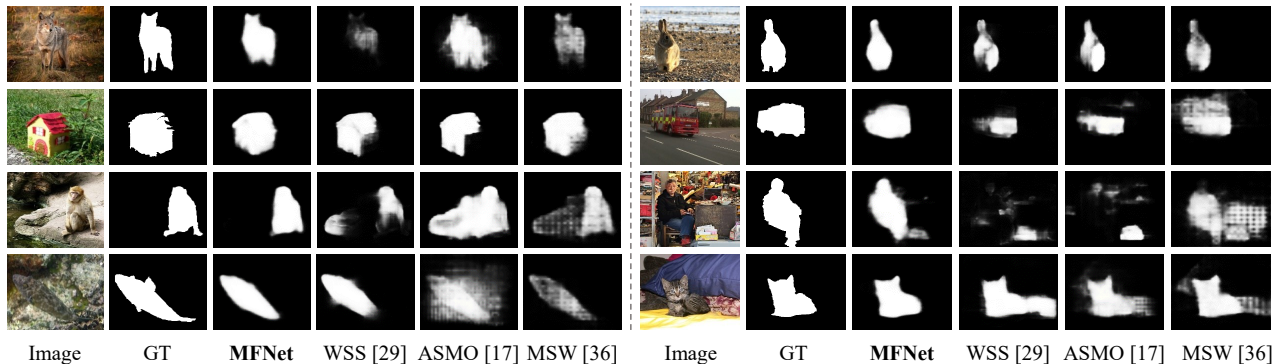 Image GT MFNet WSS [29] ASMO [17] MSW [36] Image GT MFNet WSS [29] ASMO [17] MSW [36]